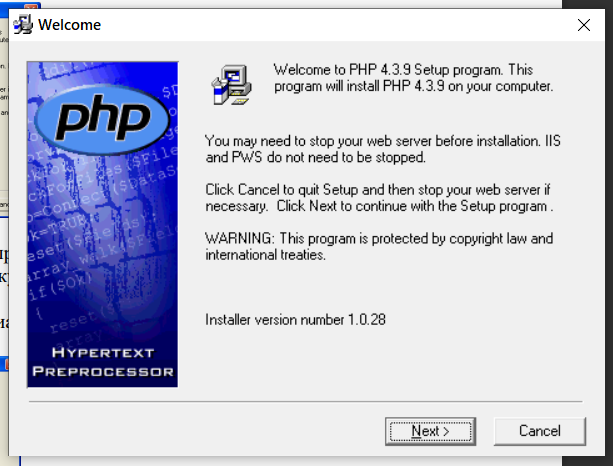 Welcome
php
Welcome to PHP 4.3.9 Setup program. This
program will install PHP 4.3.9 on your computer.
You may need to stop your web server before installation. IIS
and PWS do not need to be stopped.
Click Cancel to quit Setup and then stop your web server if
necessary. Click Next to continue with the Setup program .
WARNING: This program is protected by copyright law and
international treaties.
Installer version number 1.0.28
HYPERTEXT
PREPROCESSOR
Next >
Cancel